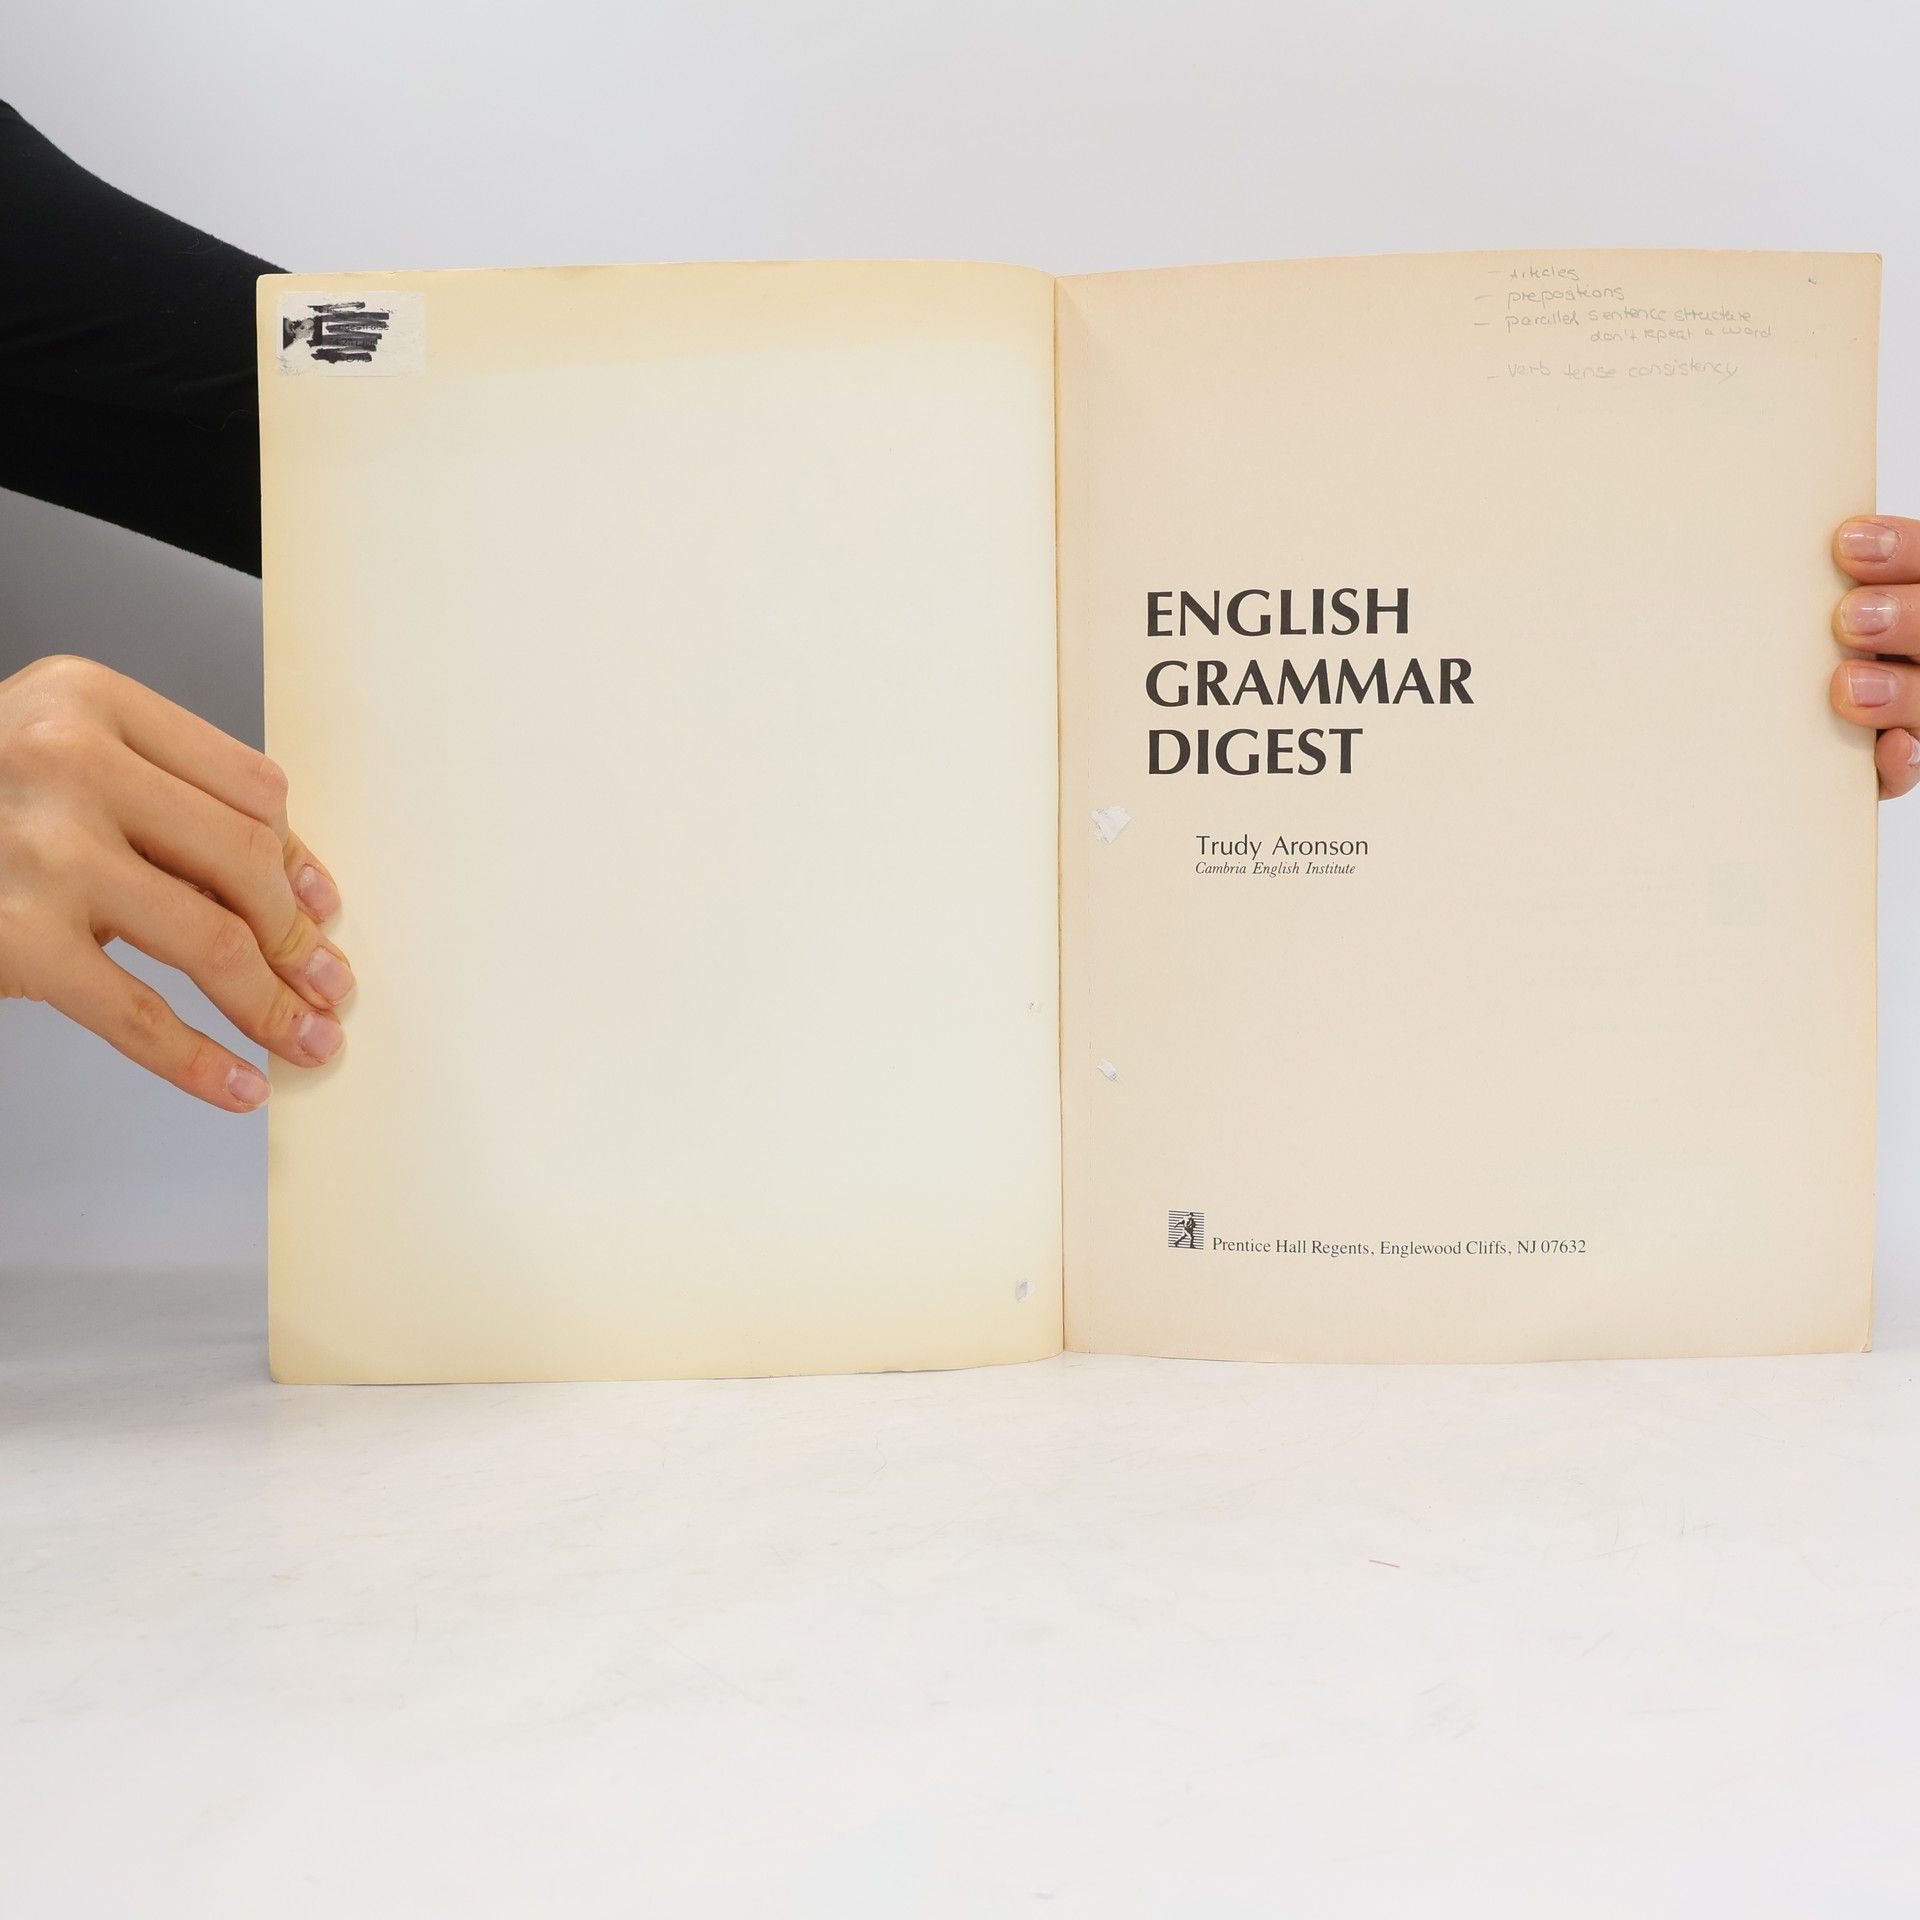 - Articles
- prepositions
- parallel sentence structure
don't repeat a word
- verb tense consistency
ENGLISH
GRAMMAR
DIGEST
Trudy Aronson
Cambria English Institute
Prentice Hall Regents, Englewood Cliffs, NJ 07632